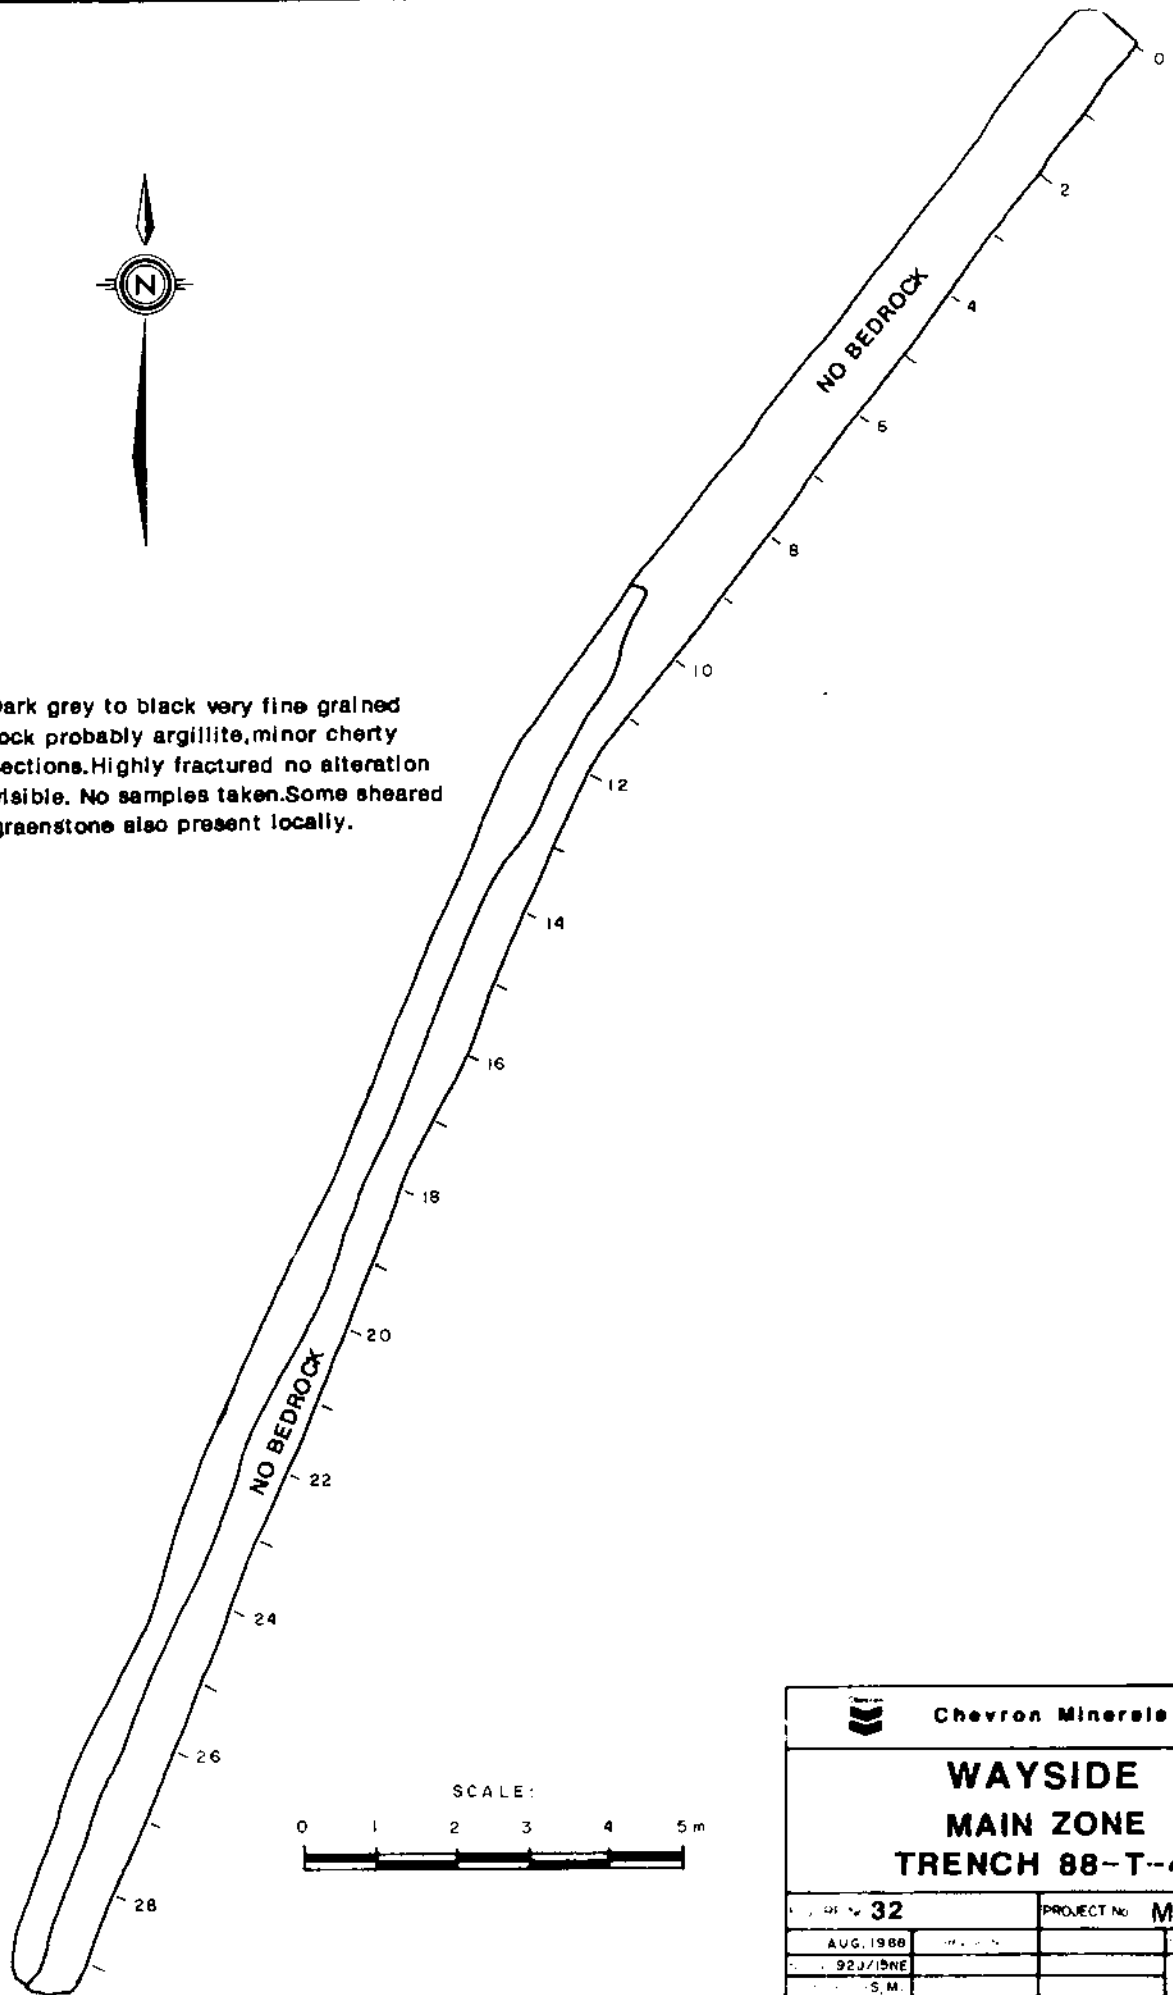 0
2
N
4
NO BEDROCK
6
8
10
ark grey to black very fine grained
ock probably argillite, minor cherty
ections. Highly fractured no alteration
isible. No samples taken. Some sheared
greenstone also present locally.
12
14
16
18
20
NO BEDROCK
22
24
26
28
SCALE:
0 1 2 3 4 5 m
Chevron
Chevron Minerals
WAYSIDE
MAIN ZONE
TRENCH 88-T-
32
PROJECT No M
AUG, 1988
92J/15NE
S.M.